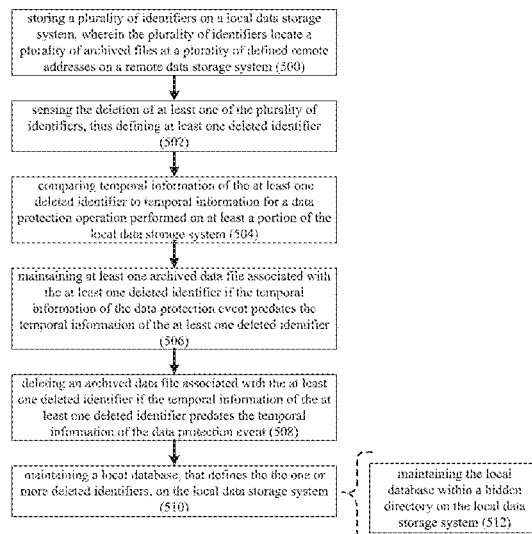 storing a plurality of identifiers on a local data storage
system, wherein the plurality of identifiers locate a
plurality of archived files at a plurality of defined remote
addresses on a remote data storage system (500)
sensing the deletion of at least one of the plurality of
identifiers, thus defining at least one deleted identifier
(502)
comparing temporal information of the at least one
deleted identifier to temporal information for a data
protection operation performed on at least a portion of the
local data storage system (504)
maintaining at least one archived data file associated with
the at least one deleted identifier if the temporal
information of the data protection event predates the
temporal information of the at least one deleted identifier
(506)
deleting an archived data file associated with the at least
one deleted identifier if the temporal information of the
at least one deleted identifier predates the temporal
information of the data protection event (508)
maintaining a local database, that defines the the one or
more deleted identifiers, on the local data storage system
(510)
maintaining the local
database within a hidden
directory on the local data
storage system (512)